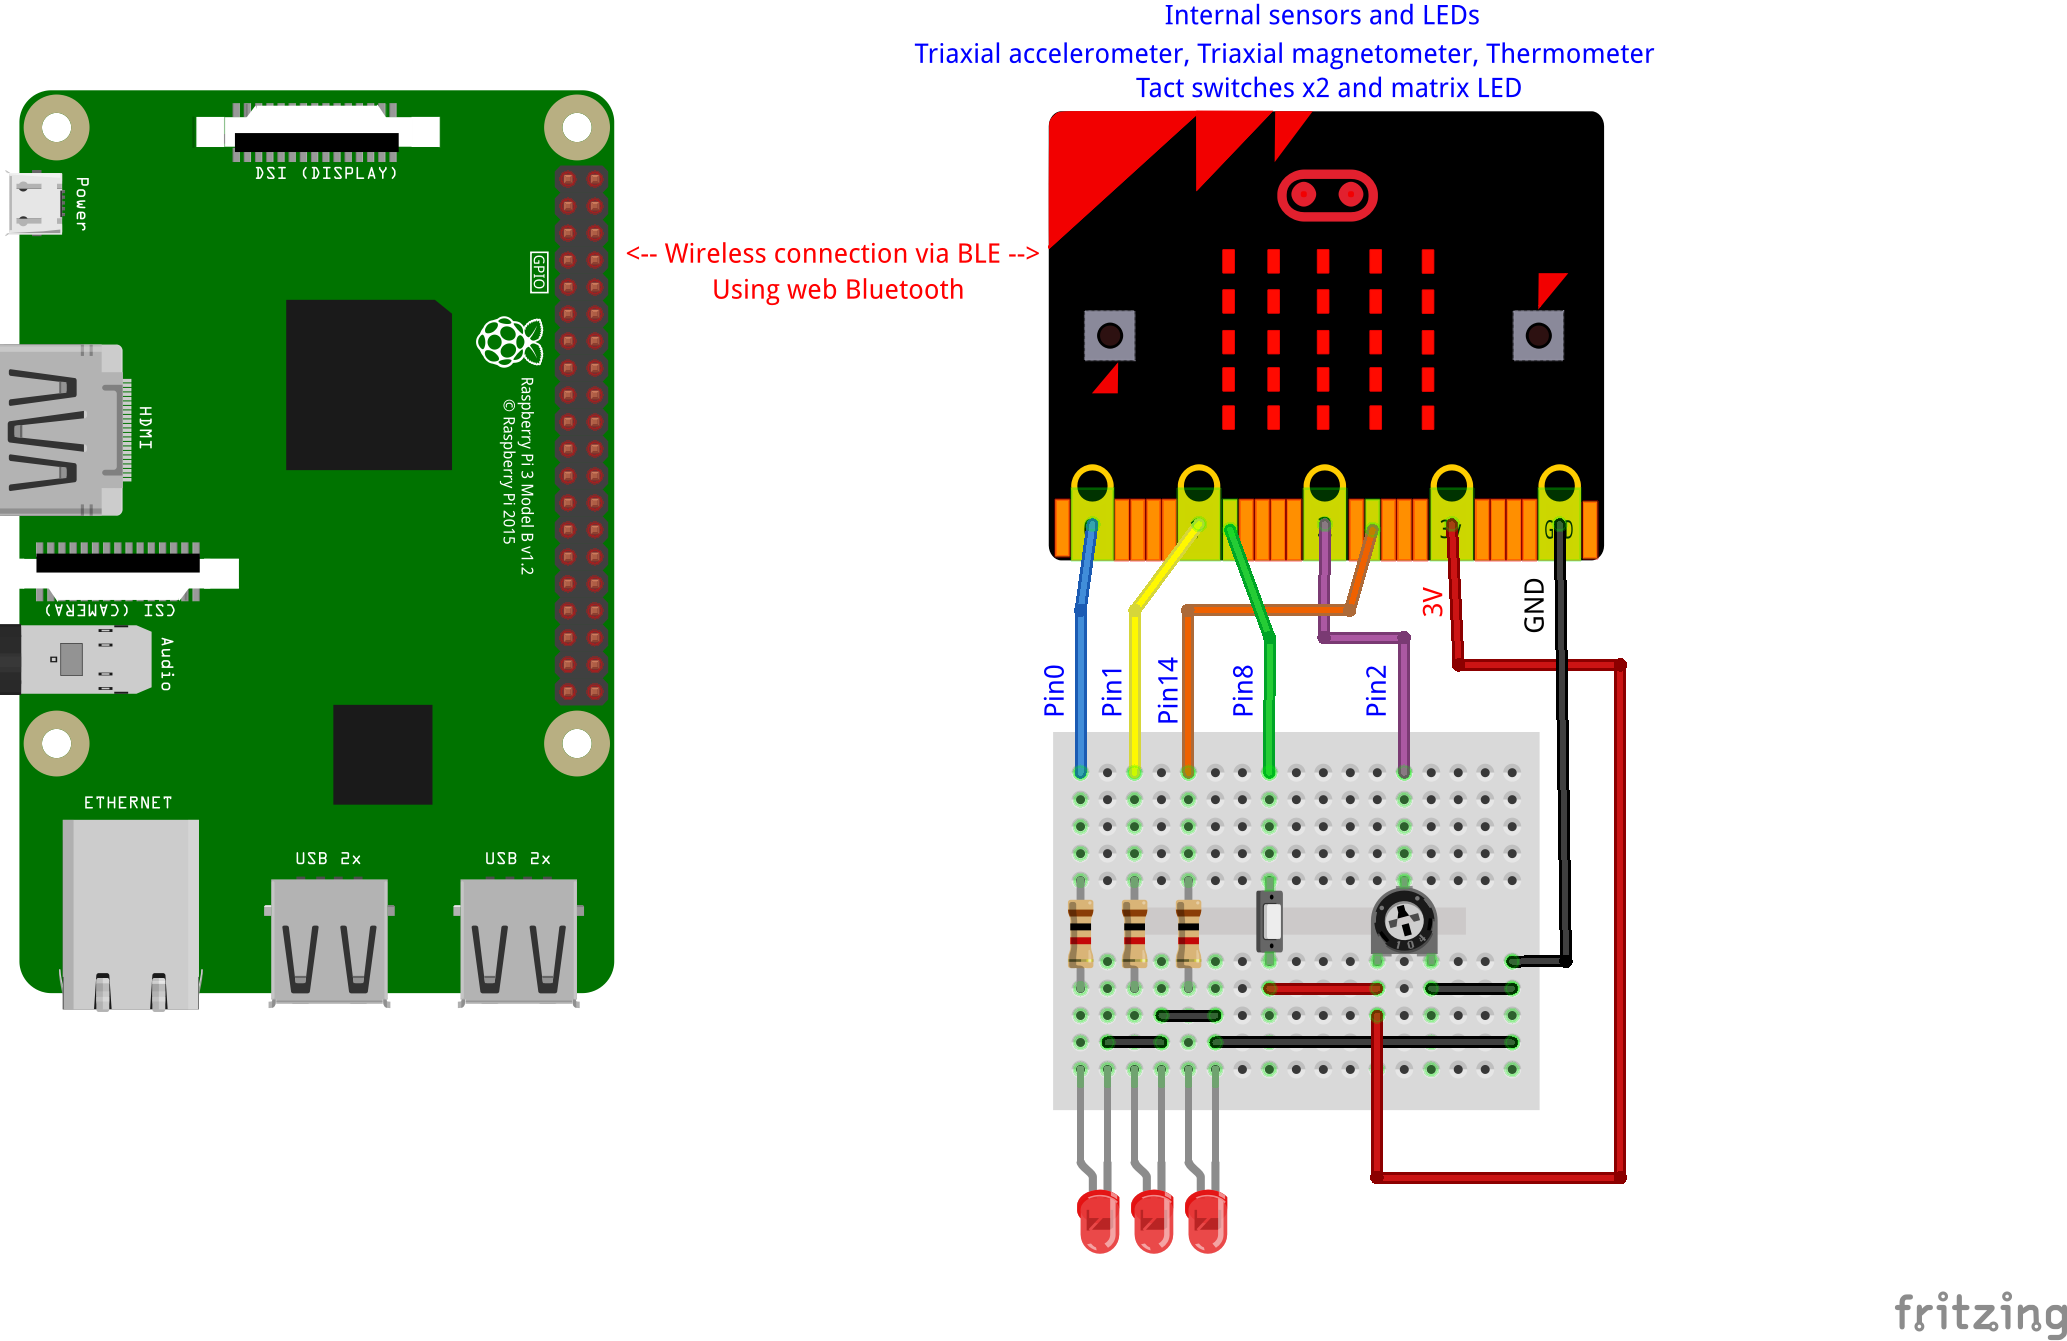 Internal sensors and LEDs
Triaxial accelerometer, Triaxial magnetometer, Thermometer
Tact switches x2 and matrix LED
DSI (DISPLAY)
Power
GPIO
<-- Wireless connection via BLE -->
Using web Bluetooth
HDMI
Raspberry Pi 3 Model B v1.2
© Raspberry Pi 2015
CSI (CAMERA)
Audio
ETHERNET
USB 2x
USB 2x
3V
GND
3V
GND
Pin0
Pin1
Pin14
Pin8
Pin2
104
fritzing